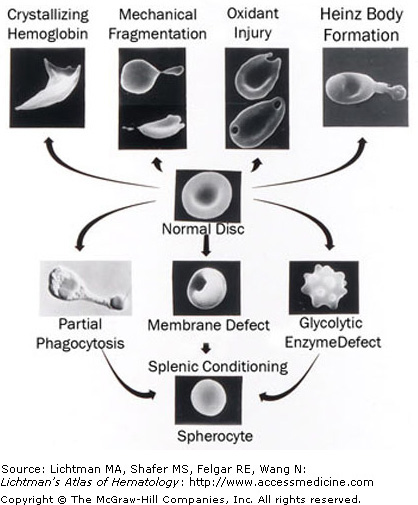 Crystallizing
Hemoglobin
Mechanical
Fragmentation
Oxidant
Injury
Heinz Body
Formation
Normal Disc
Partial
Phagocytosis
Membrane Defect
Glycolytic
EnzymeDefect
Splenic Conditioning
Spherocyte
Source: Lichtman MA, Shafer MS, Felgar RE, Wang N:
Lichtman's Atlas of Hematology: http://www.accessmedicine.com
Copyright © The McGraw-Hill Companies, Inc. All rights reserved.